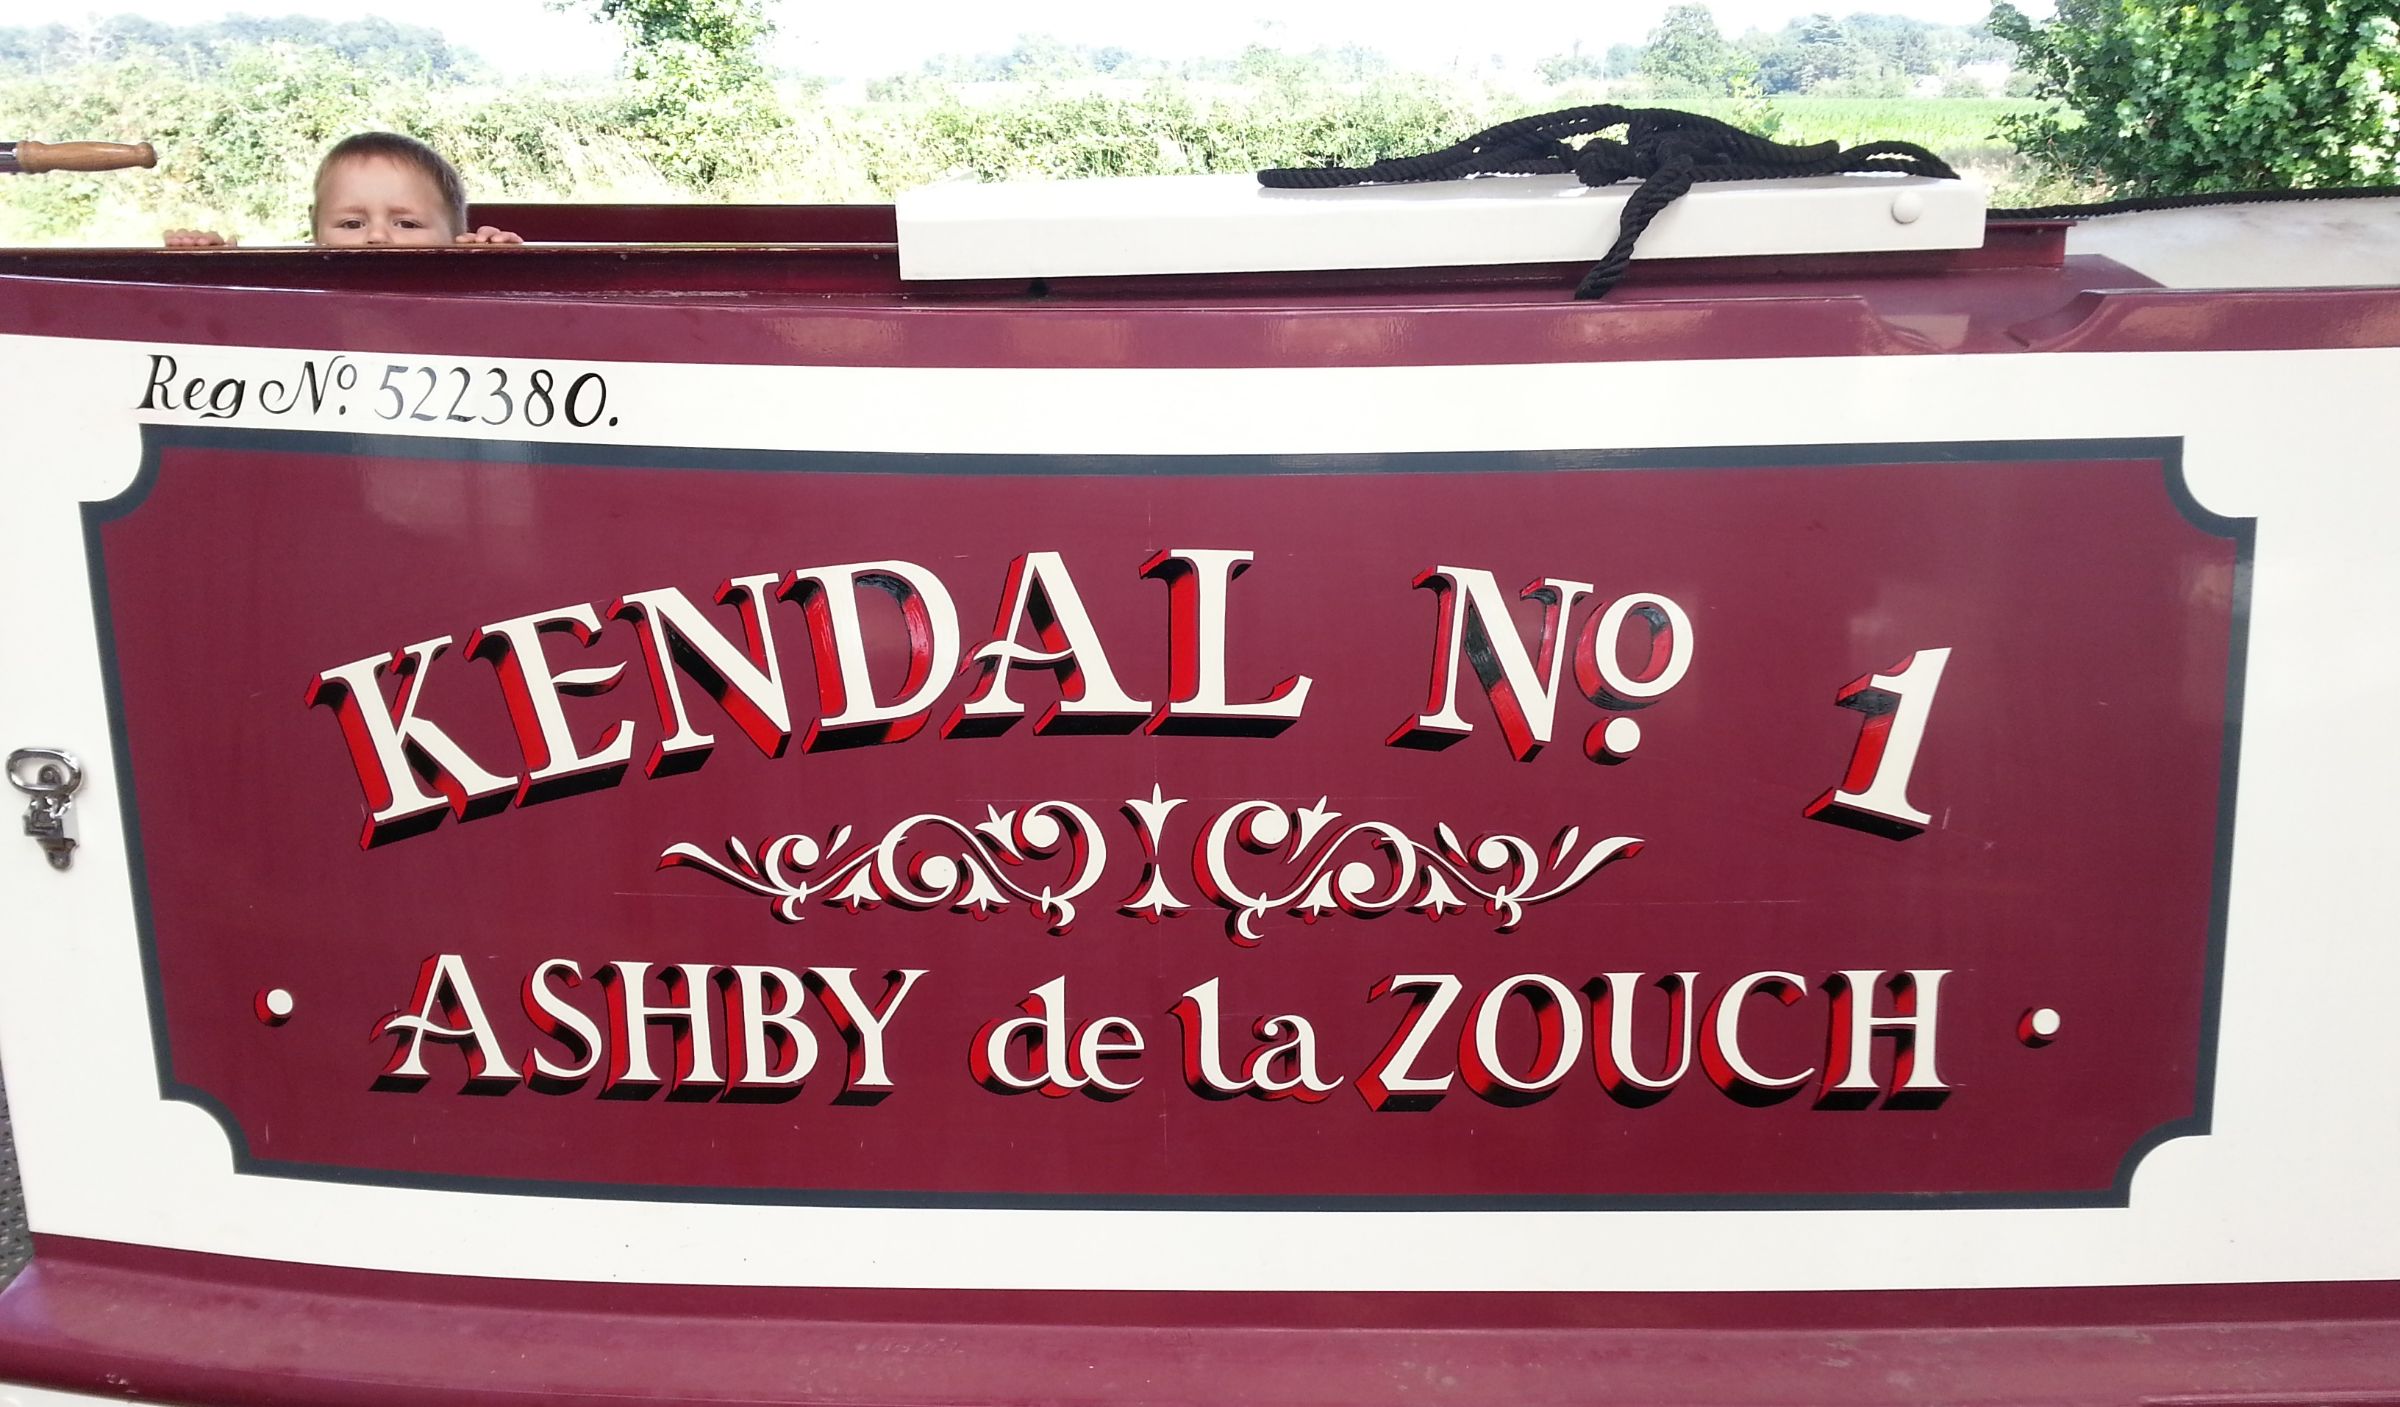 Reg Nº. 522380.
KENDAL Nº. 1
• ASHBY de la ZOUCH •